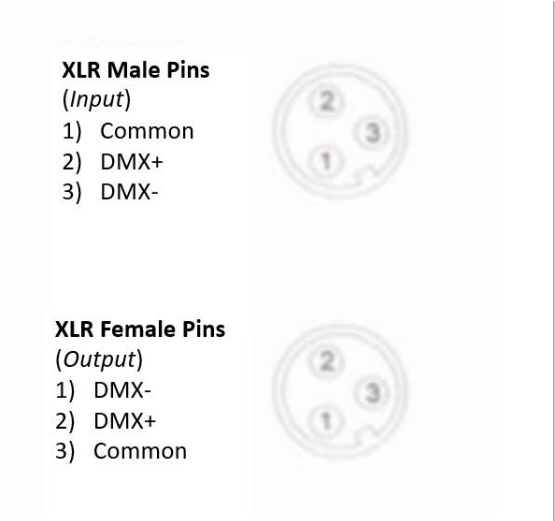 XLR Male Pins
(Input)
1) Common
2) DMX+
3) DMX-
2
3
1
XLR Female Pins
(Output)
1) DMX-
2) DMX+
3) Common
2
3
1